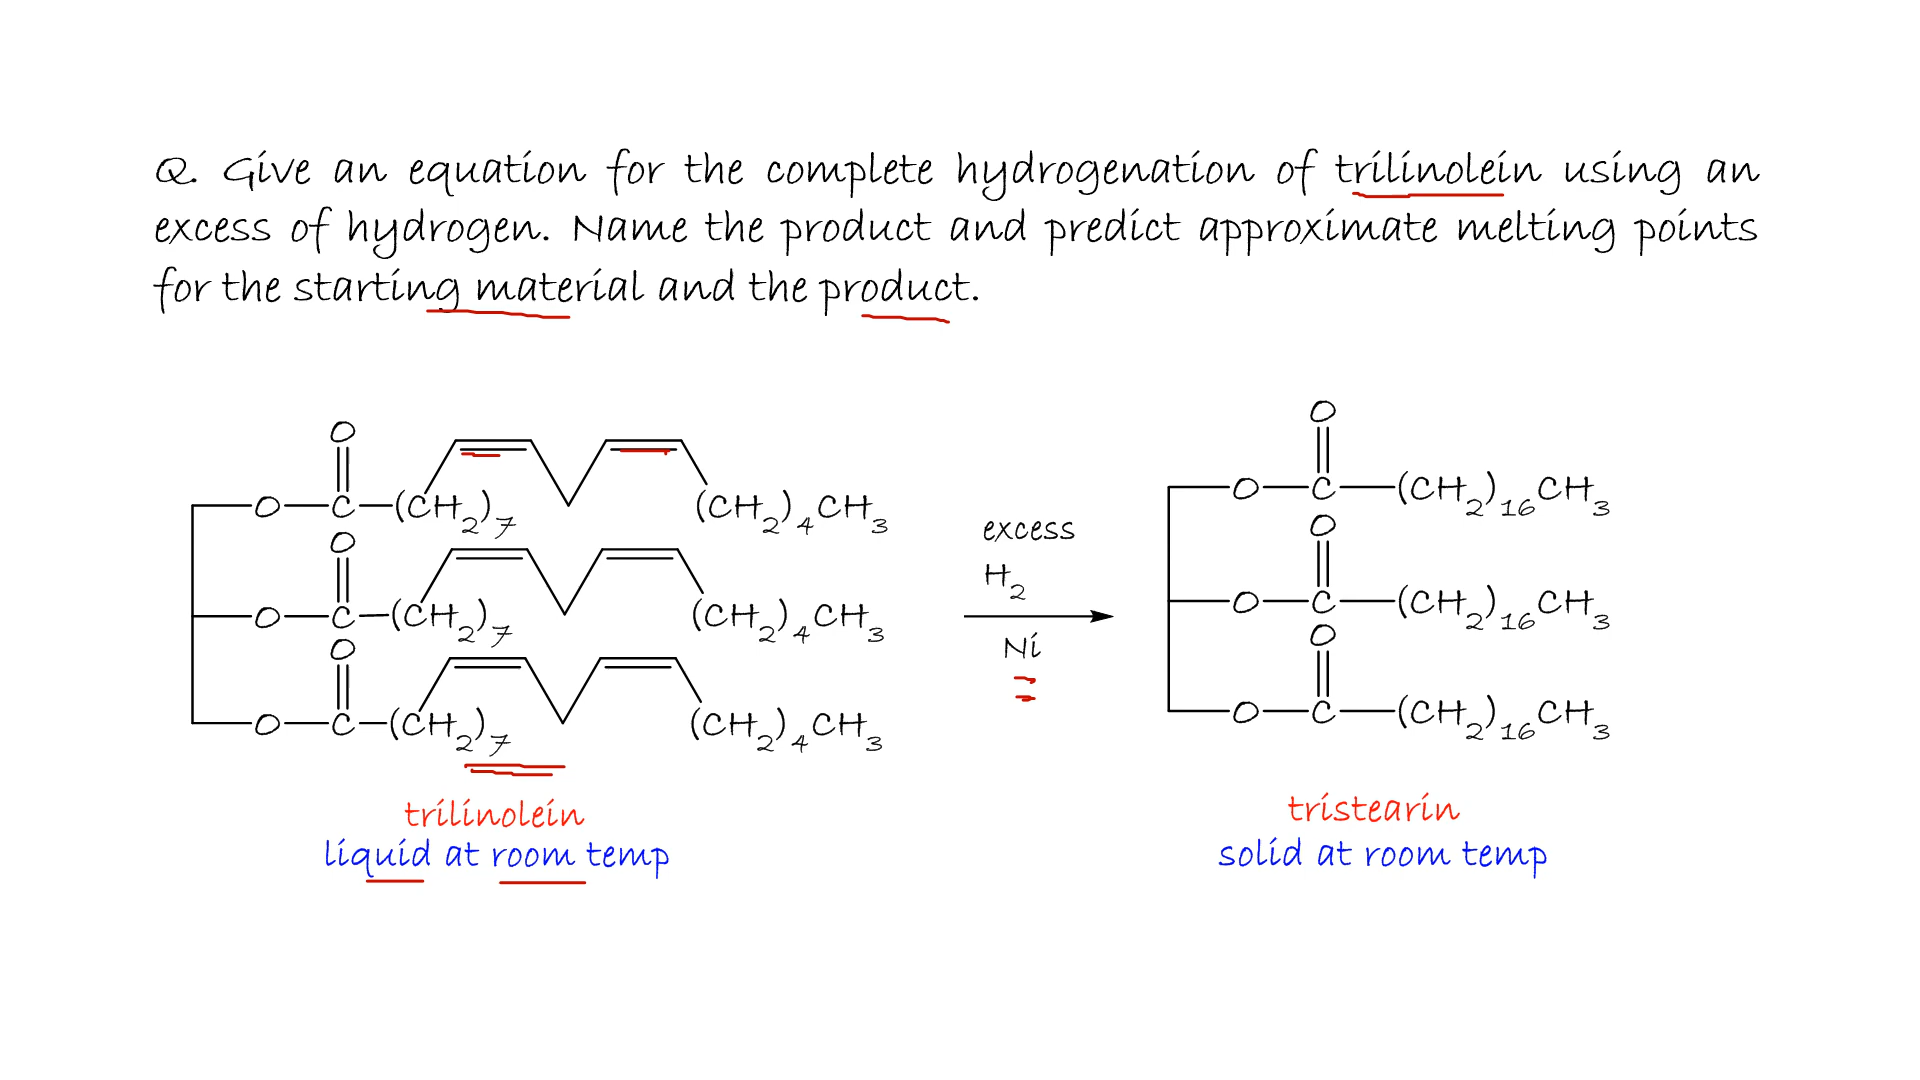 Q. Give an equation for the complete hydrogenation of trilinolein using an
excess of hydrogen. Name the product and predict approximate melting points
for the starting material and the product.
O
O C (CH2)7 (CH2)4CH3
O
O C (CH2)7 (CH2)4CH3
O
O C (CH2)7 (CH2)4CH3
trilinolein
liquid at room temp
excess
H2
Ni
O
O C (CH2)16CH3
O
O C (CH2)16CH3
O
O C (CH2)16CH3
tristearin
solid at room temp